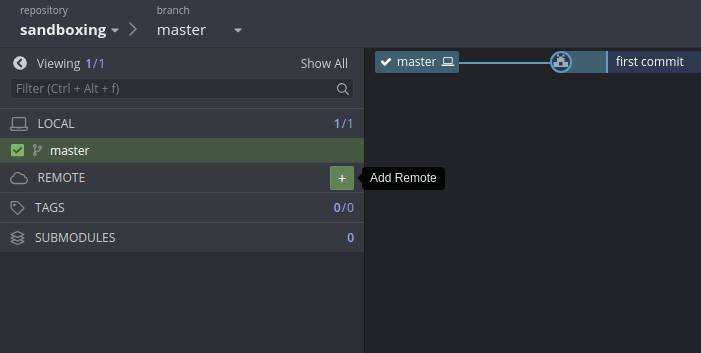 repository
sandboxing
branch
master
Viewing 1/1 Show All
Filter (Ctrl + Alt + f)
LOCAL 1/1
master
REMOTE + Add Remote
TAGS 0/0
SUBMODULES 0
master first commit